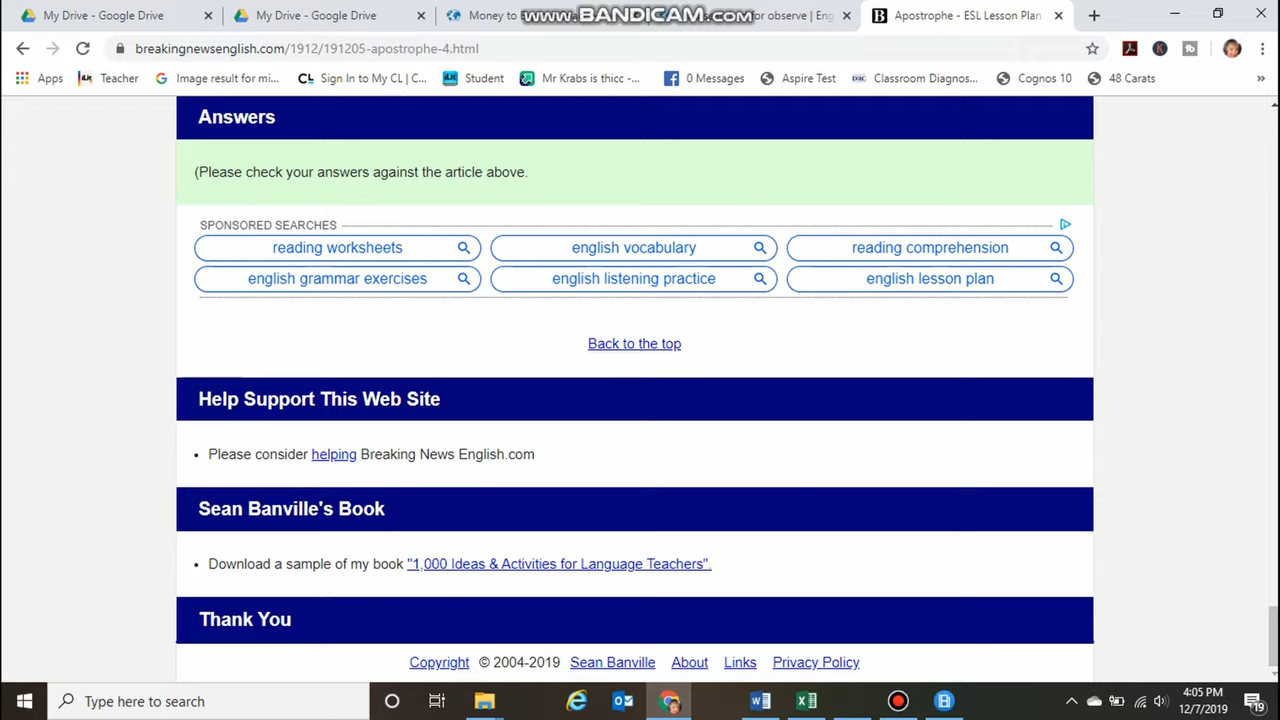 My Drive - Google Drive
My Drive - Google Drive
Money to
www.BANDICAM.com
or observe | Eng
Apostrophe - ESL Lesson Plan
breakingnewsenglish.com/1912/191205-apostrophe-4.html
Apps
Teacher
Image result for mi...
Sign In to My CL | C...
Student
Mr Krabs is thicc -...
0 Messages
Aspire Test
Classroom Diagnos...
Cognos 10
48 Carats
»
Answers
(Please check your answers against the article above.
SPONSORED SEARCHES
reading worksheets
english vocabulary
reading comprehension
english grammar exercises
english listening practice
english lesson plan
Back to the top
Help Support This Web Site
• Please consider helping Breaking News English.com
Sean Banville's Book
• Download a sample of my book "1,000 Ideas & Activities for Language Teachers".
Thank You
Copyright © 2004-2019 Sean Banville About Links Privacy Policy
Type here to search
4:05 PM
12/7/2019
19